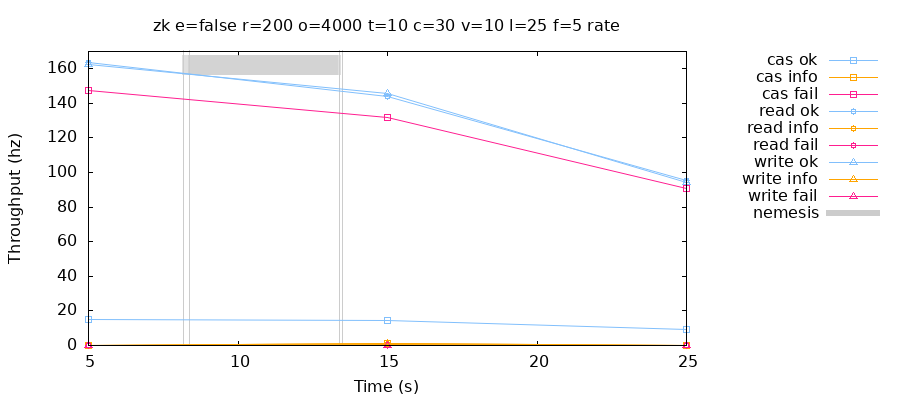 zk e=false r=200 o=4000 t=10 c=30 v=10 l=25 f=5 rate
Throughput (hz)
160
140
120
100
80
60
40
20
0
5
10
15
20
25
Time (s)
cas ok
cas info
cas fail
read ok
read info
read fail
write ok
write info
write fail
nemesis